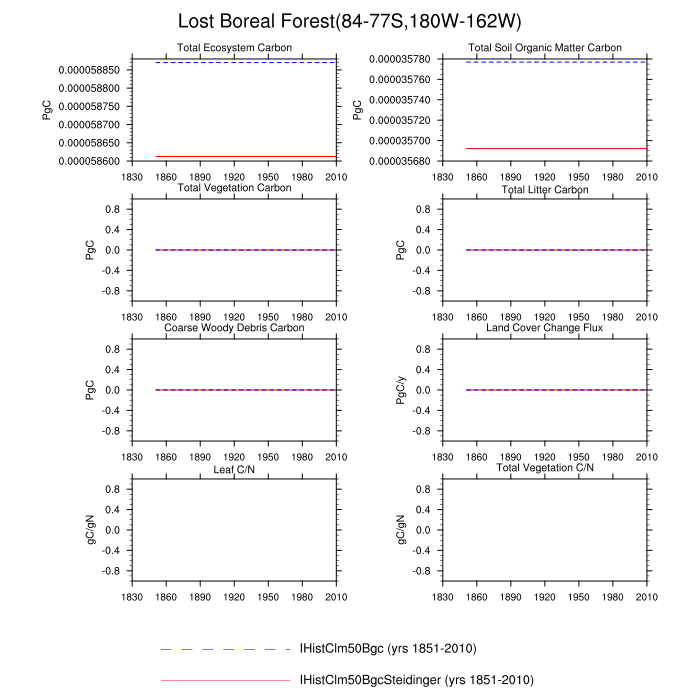 Lost Boreal Forest(84-77S,180W-162W)
Total Ecosystem Carbon
PgC
0.000058850
0.000058800
0.000058750
0.000058700
0.000058650
0.000058600
1830 1860 1890 1920 1950 1980 2010
Total Soil Organic Matter Carbon
PgC
0.000035780
0.000035760
0.000035740
0.000035720
0.000035700
0.000035680
1830 1860 1890 1920 1950 1980 2010
Total Vegetation Carbon
PgC
0.8
0.4
0.0
-0.4
-0.8
1830 1860 1890 1920 1950 1980 2010
Total Litter Carbon
PgC
0.8
0.4
0.0
-0.4
-0.8
1830 1860 1890 1920 1950 1980 2010
Coarse Woody Debris Carbon
PgC
0.8
0.4
0.0
-0.4
-0.8
1830 1860 1890 1920 1950 1980 2010
Land Cover Change Flux
PgC/y
0.8
0.4
0.0
-0.4
-0.8
1830 1860 1890 1920 1950 1980 2010
Leaf C/N
gC/gN
0.8
0.4
0.0
-0.4
-0.8
1830 1860 1890 1920 1950 1980 2010
Total Vegetation C/N
gC/gN
0.8
0.4
0.0
-0.4
-0.8
1830 1860 1890 1920 1950 1980 2010
IHistClm50Bgc (yrs 1851-2010)
IHistClm50BgcSteidinger (yrs 1851-2010)